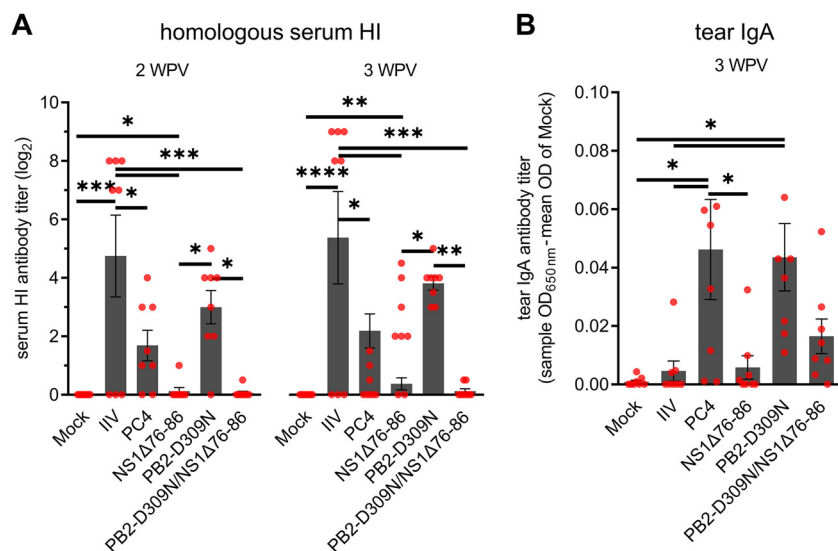 A
homologous serum HI
2 WPV
3 WPV
serum HI antibody titer (log2)
10
8
6
4
2
0
*
***
***
*
*
*
**
***
****
*
*
**
Mock
IIV
PC4
NS1Δ76-86
PB2-D309N
PB2-D309N/NS1Δ76-86
Mock
IIV
PC4
NS1Δ76-86
PB2-D309N
PB2-D309N/NS1Δ76-86
B
tear IgA
3 WPV
tear IgA antibody titer
(sample OD650 nm-mean OD of Mock)
0.10
0.08
0.06
0.04
0.02
0.00
*
*
*
Mock
IIV
PC4
NS1Δ76-86
PB2-D309N
PB2-D309N/NS1Δ76-86